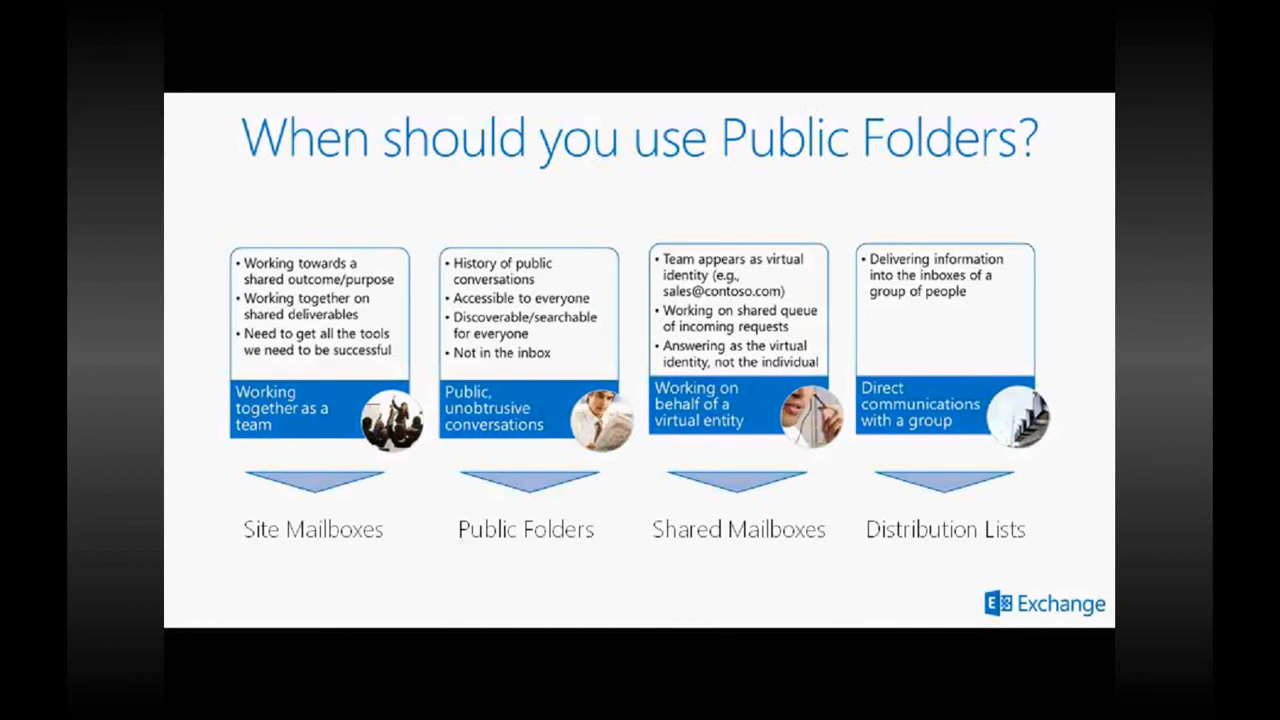 When should you use Public Folders?
• Working towards a
shared outcome/purpose
• Working together on
shared deliverables
• Need to get all the tools
we need to be successful
Working
together as a
team
Site Mailboxes
• History of public
conversations
• Accessible to everyone
• Discoverable/searchable
for everyone
• Not in the inbox
Public,
unobtrusive
conversations
Public Folders
• Team appears as virtual
identity (e.g.,
sales@contoso.com)
• Working on shared queue
of incoming requests
• Answering as the virtual
identity, not the individual
Working on
behalf of a
virtual entity
Shared Mailboxes
• Delivering information
into the inboxes of a
group of people
Direct
communications
with a group
Distribution Lists
E Exchange